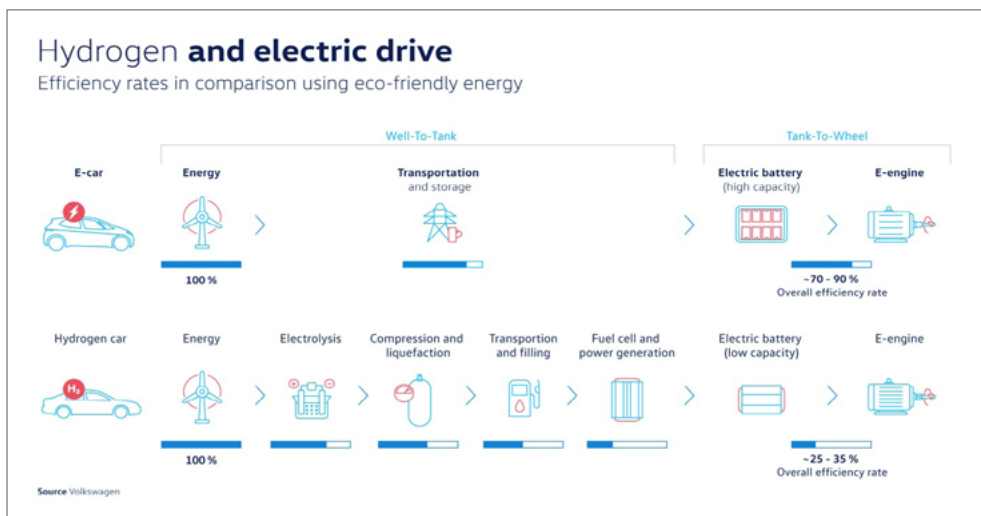 Hydrogen and electric drive
Efficiency rates in comparison using eco-friendly energy
Well-To-Tank
Tank-To-Wheel
E-car
Energy
Transportation
and storage
Electric battery
(high capacity)
E-engine
100 %
~70 - 90 %
Overall efficiency rate
Hydrogen car
Energy
Electrolysis
Compression and
liquefaction
Transportion
and filling
Fuel cell and
power generation
Electric battery
(low capacity)
E-engine
H₂
100 %
~25 - 35 %
Overall efficiency rate
Source Volkswagen